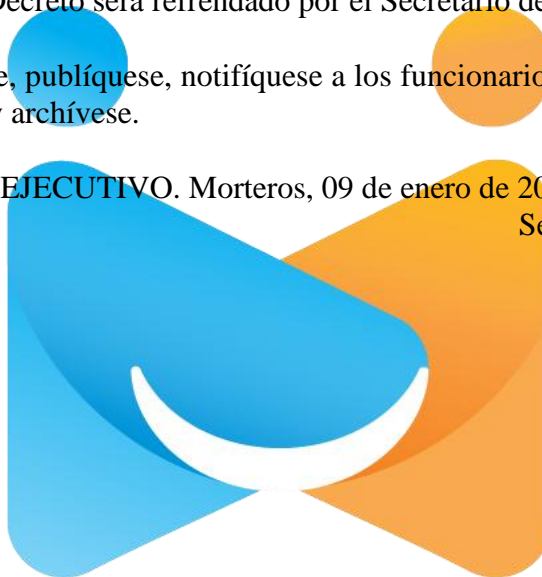 Decreto será refrendado por el Secretario de
e, publíquese, notifíquese a los funcionario
y archívese.
EJECUTIVO. Morteros, 09 de enero de 20
Se